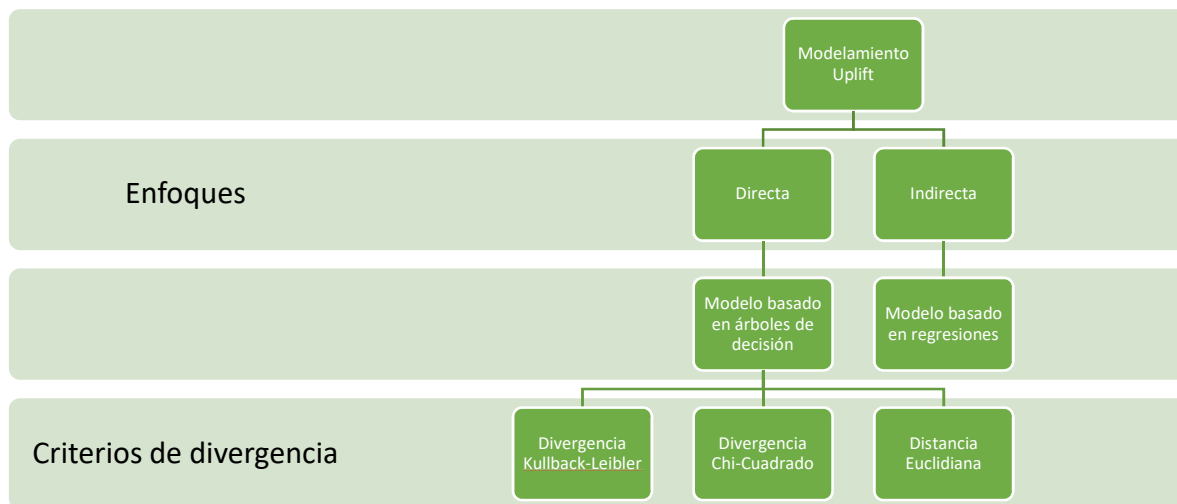 Modelamiento
Uplift
Enfoques
Directa
Indirecta
Modelo basado
en árboles de
decisión
Modelo basado
en regresiones
Criterios de divergencia
Divergencia
Kullback-Leibler
Divergencia
Chi-Cuadrado
Distancia
Euclidiana